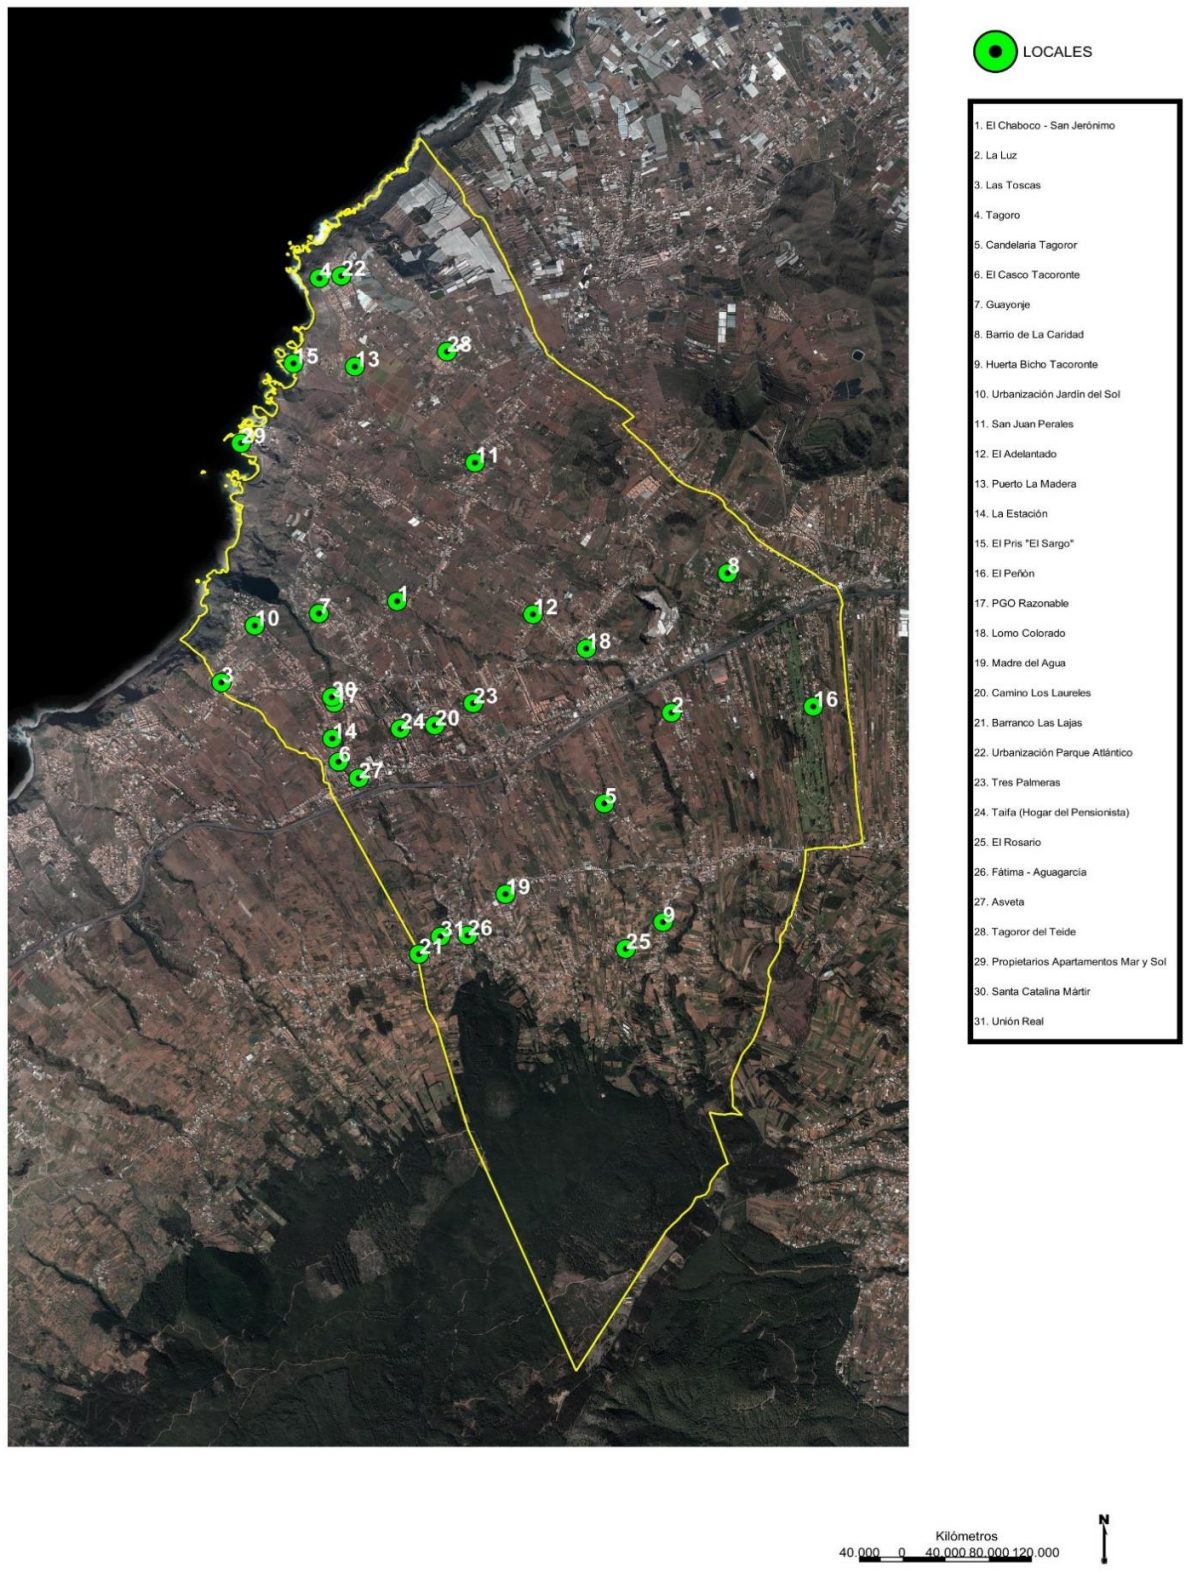 LOCALES
1. El Chaboco - San Jerónimo
2. La Luz
3. Las Toscas
4. Tagoro
5. Candelaria Tagoror
6. El Casco Tacoronte
7. Guayonje
8. Barrio de La Caridad
9. Huerta Bicho Tacoronte
10. Urbanización Jardín del Sol
11. San Juan Perales
12. El Adelantado
13. Puerto La Madera
14. La Estación
15. El Pris "El Sargo"
16. El Peñón
17. PGO Razonable
18. Lomo Colorado
19. Madre del Agua
20. Camino Los Laureles
21. Barranco Las Lajas
22. Urbanización Parque Atlántico
23. Tres Palmeras
24. Taifa (Hogar del Pensionista)
25. El Rosario
26. Fátima - Aguagarcía
27. Asveta
28. Tagoror del Teide
29. Propietarios Apartamentos Mar y Sol
30. Santa Catalina Mártir
31. Unión Real
4 22
28
15 13
29
11
8
1
7 12
10
18
3
23
16
2
24 20
14
6
27
5
19
9
31 26
25
21
N
Kilómetros
40.000 0 40.000 80.000 120.000